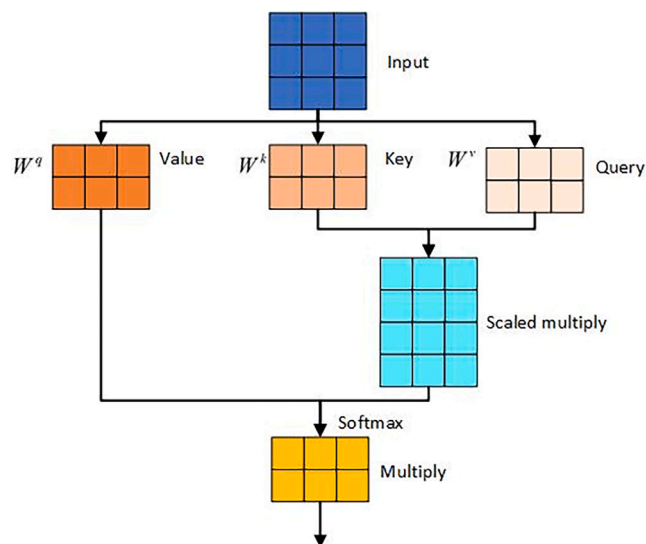 Input
W^q
Value
W^k
Key
W^v
Query
Scaled multiply
Softmax
Multiply